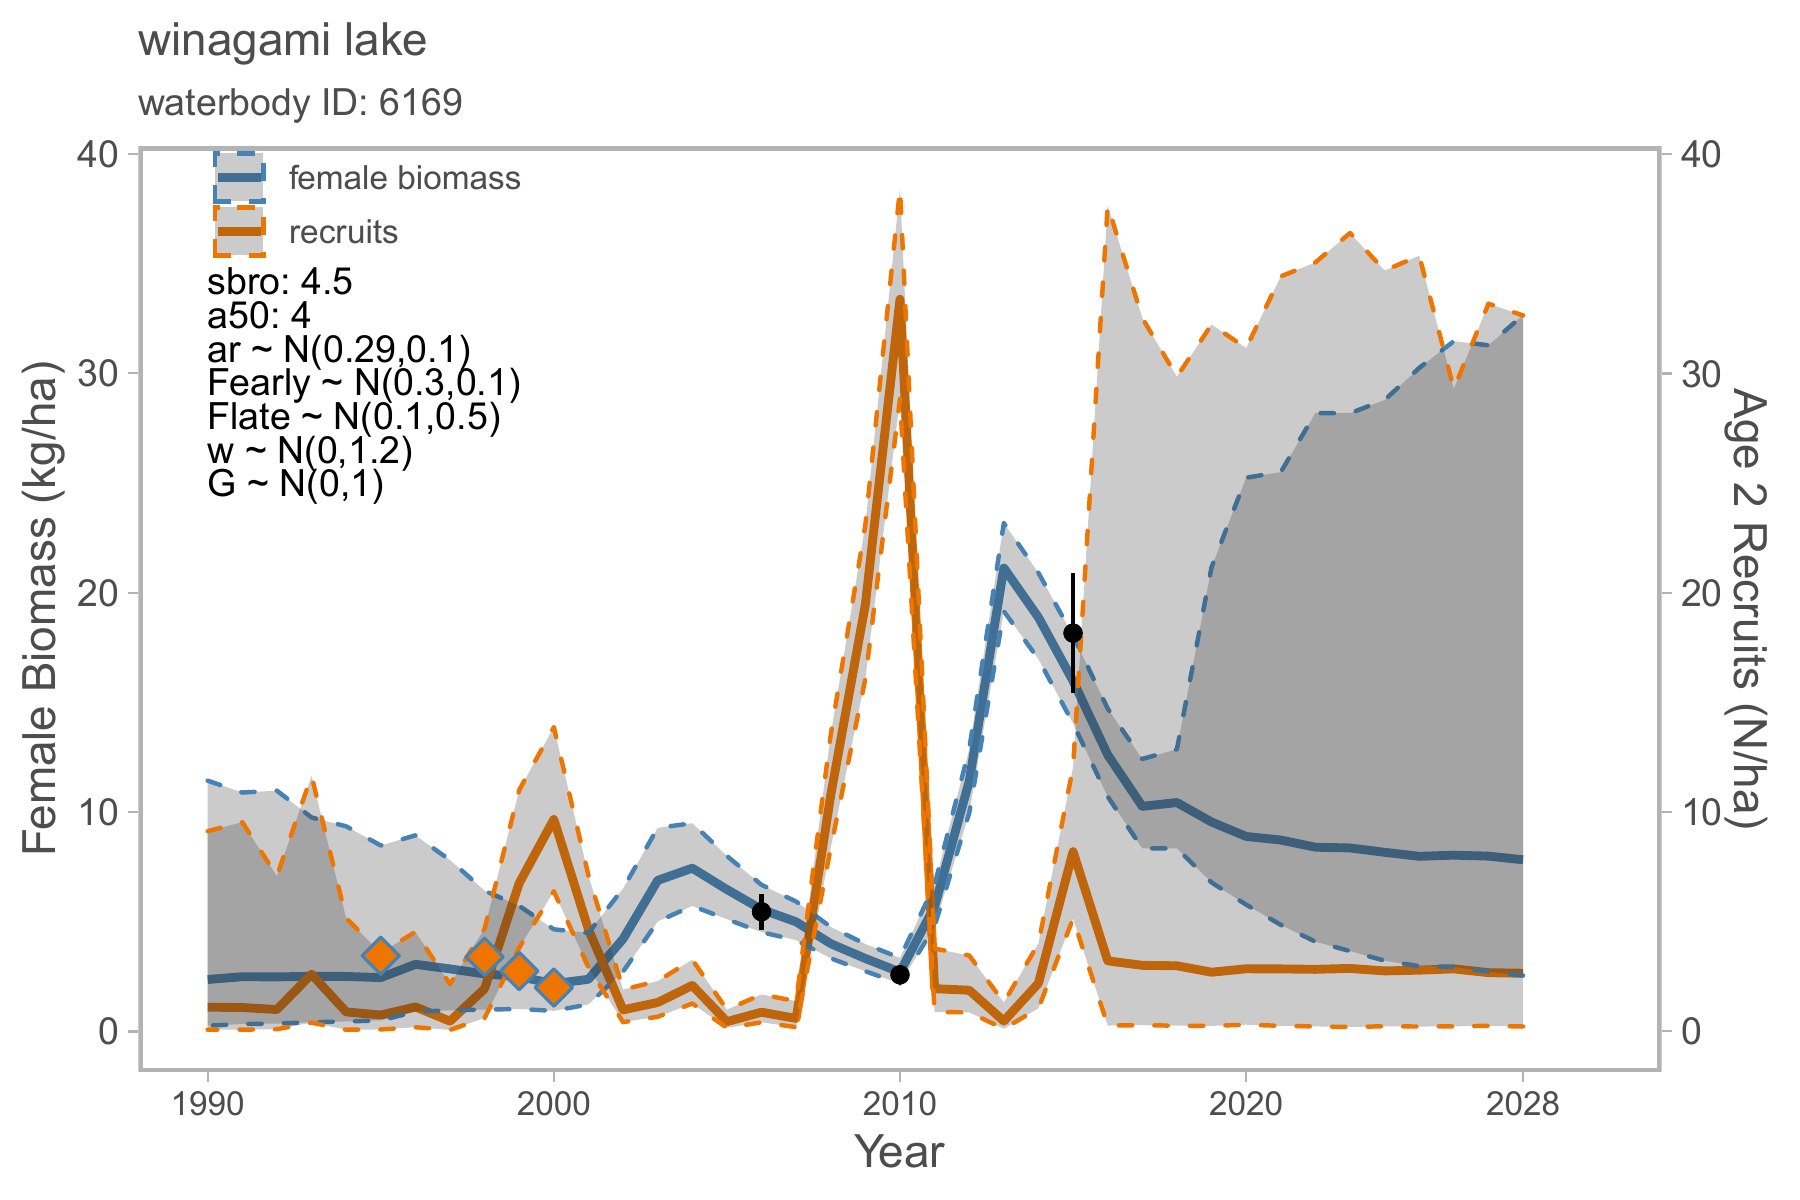 winagami lake
waterbody ID: 6169
female biomass
recruits
sbro: 4.5
a50: 4
ar ~ N(0.29,0.1)
Fearly ~ N(0.3,0.1)
Flate ~ N(0.1,0.5)
w ~ N(0,1.2)
G ~ N(0,1)
Female Biomass (kg/ha)
40
30
20
10
0
40
30
20
10
0
Age 2 Recruits (N/ha)
1990 2000 2010 2020 2028
Year